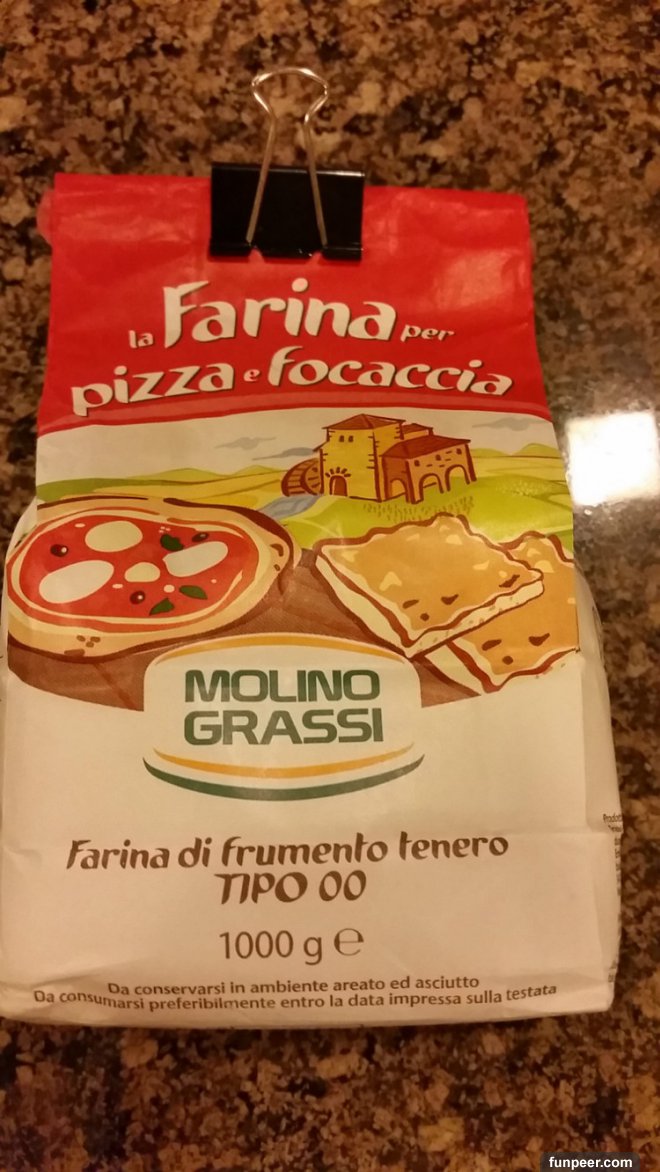 la Farina per
pizza e focaccia
MOLINO
GRASSI
Farina di frumento tenero
TIPO 00
1000 g ℮
Da conservarsi in ambiente areato ed asciutto
Da consumarsi preferibilmente entro la data impressa sulla testata
funpeer.com